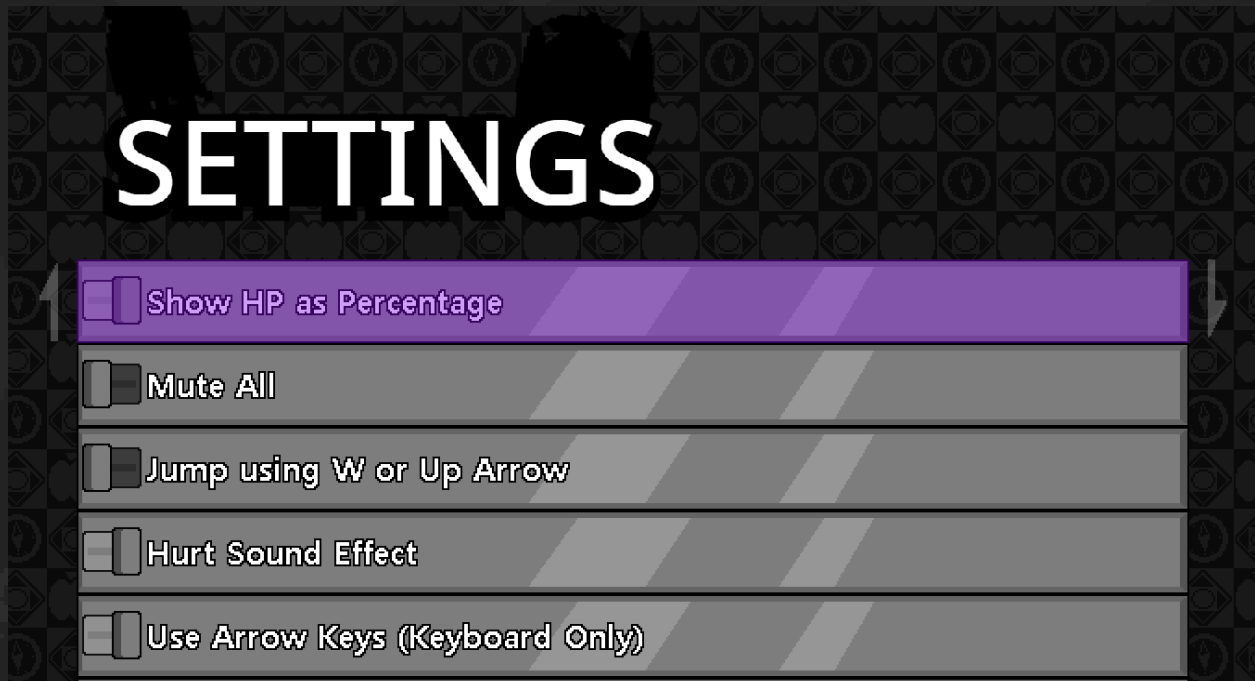 SETTINGS
Show HP as Percentage
Mute All
Jump using W or Up Arrow
Hurt Sound Effect
Use Arrow Keys (Keyboard Only)